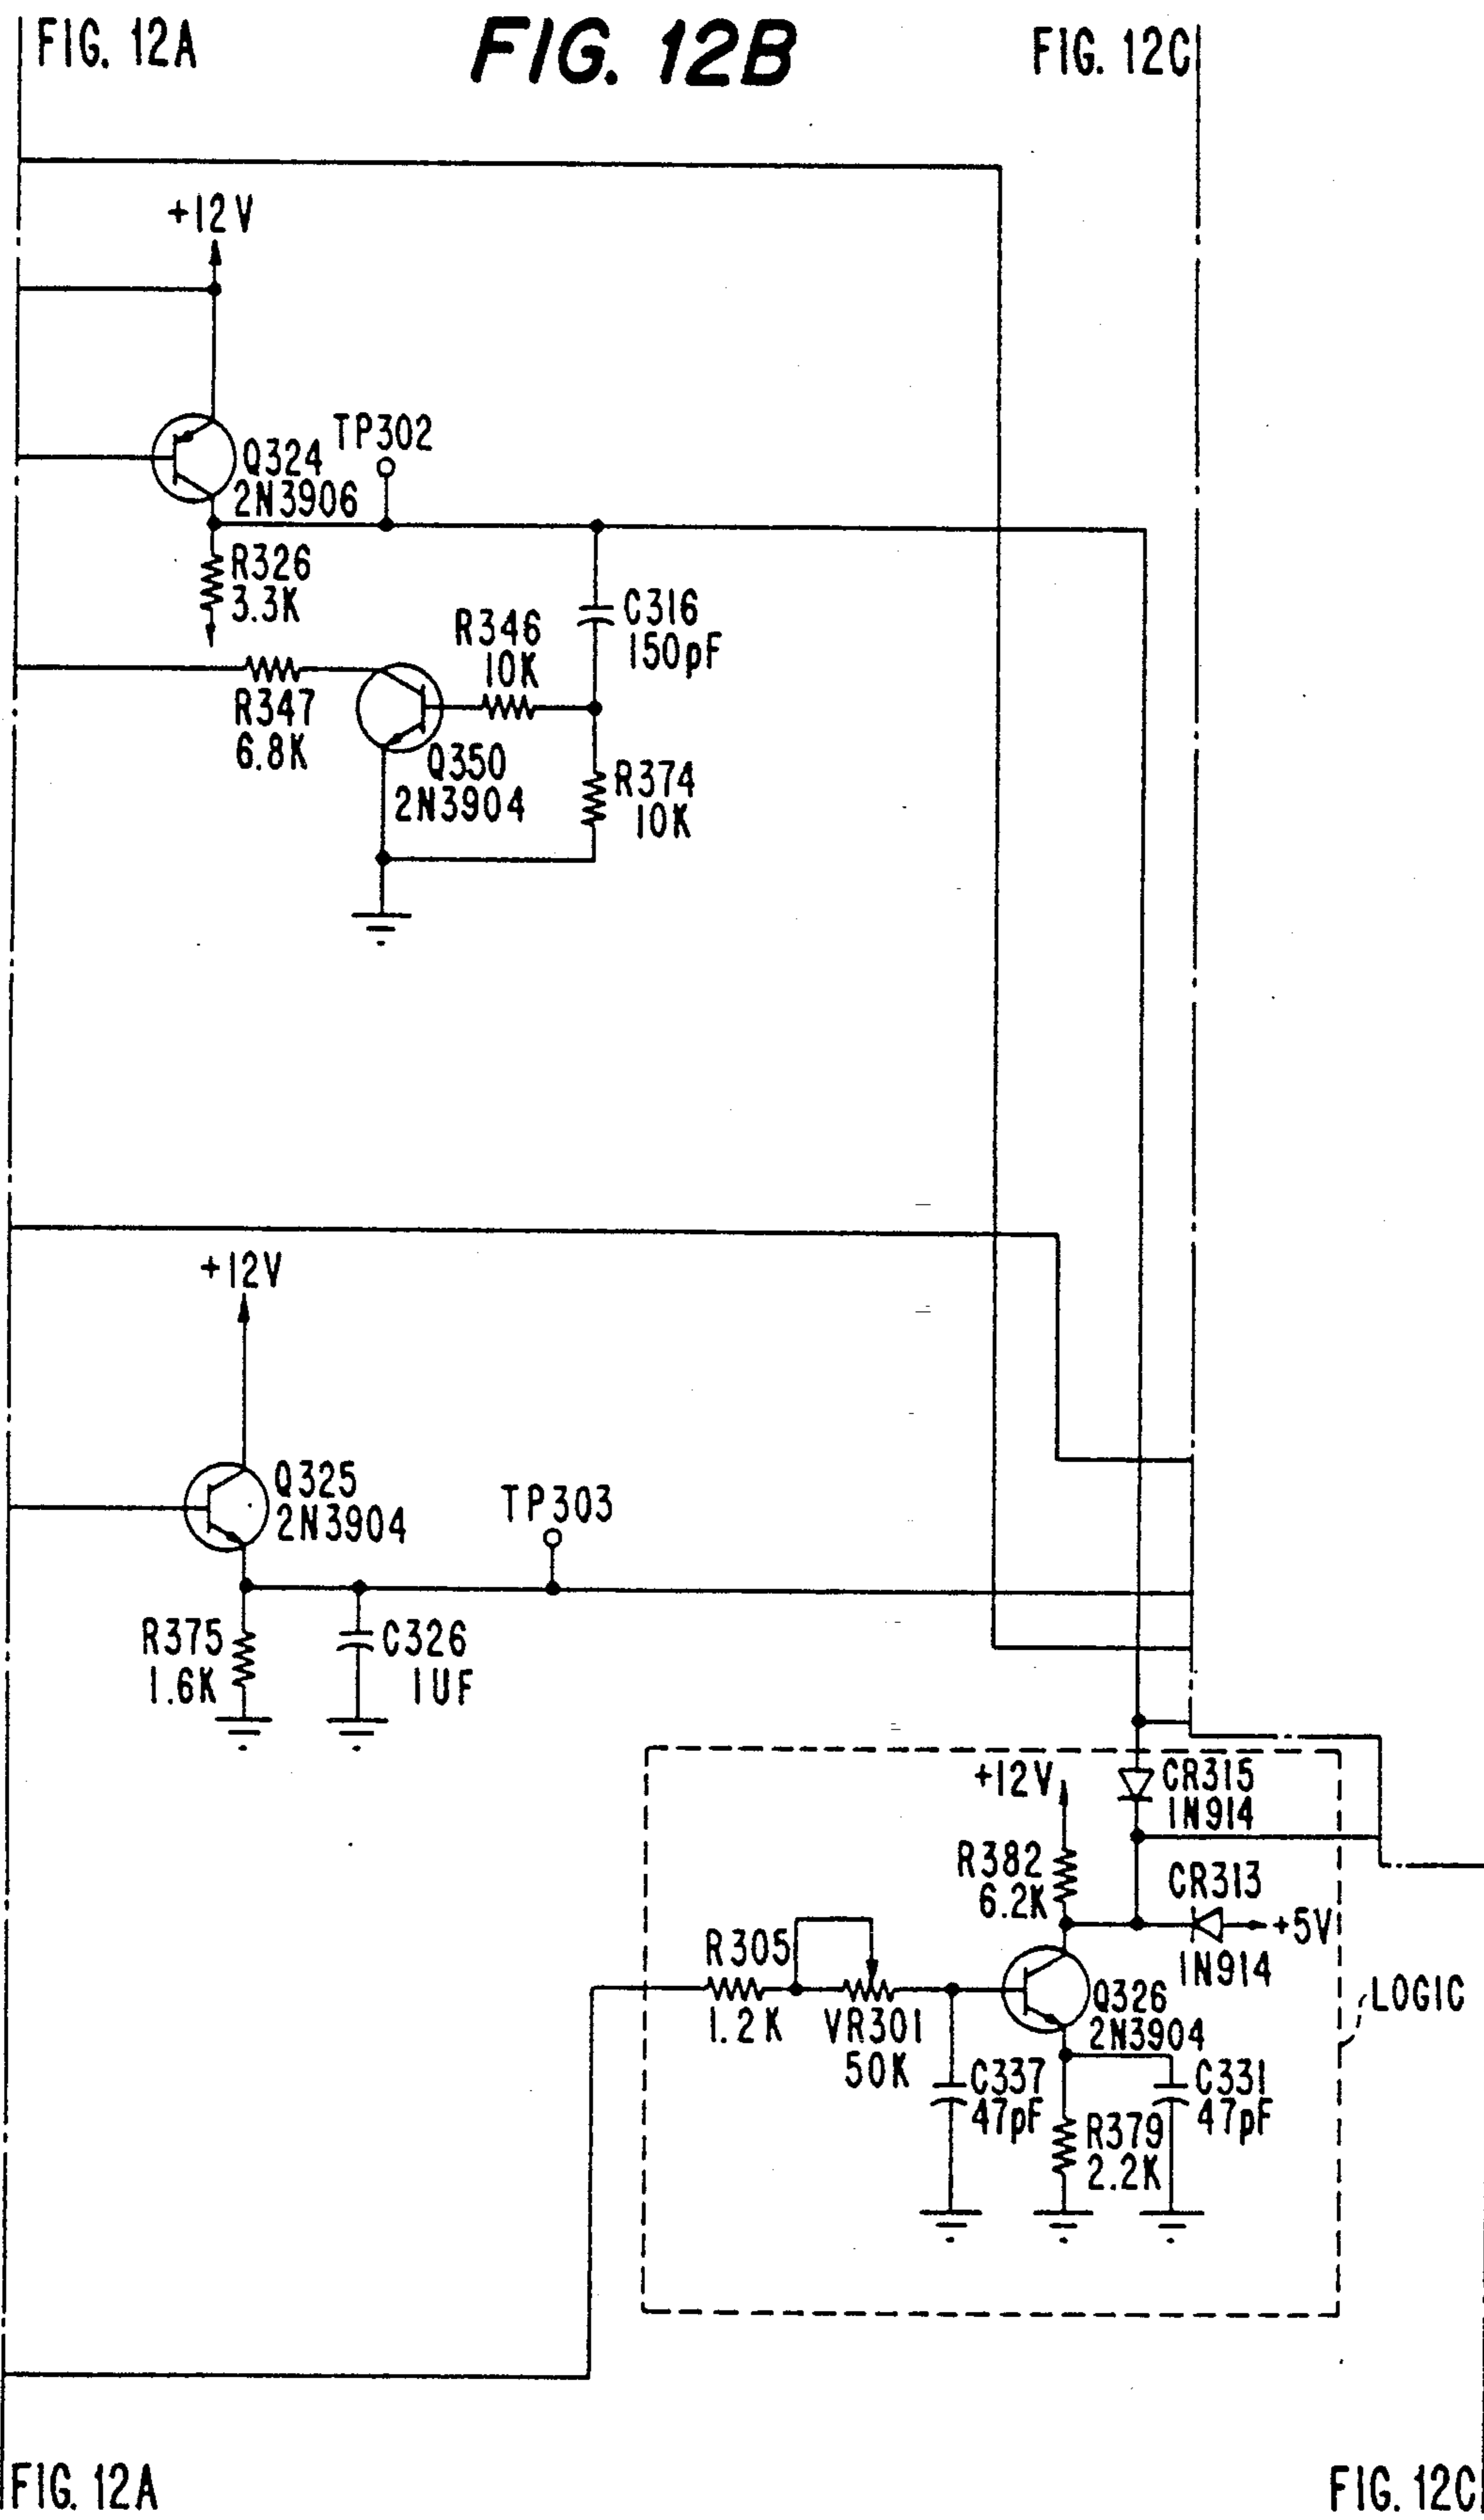 FIG. 12A
FIG. 12B
FIG. 12C
+12V
TP302
Q324
2N3906
R326
3.3K
R346
10K
C316
150pF
R347
6.8K
Q350
2N3904
R374
10K
+12V
Q325
2N3904
TP303
R375
1.6K
C326
1UF
+12V
CR315
1N914
R382
6.2K
CR313
+5V
1N914
R305
1.2K
VR301
50K
Q326
2N3904
LOGIC
C337
47pF
C331
47pF
R379
2.2K
FIG. 12A
FIG. 12C